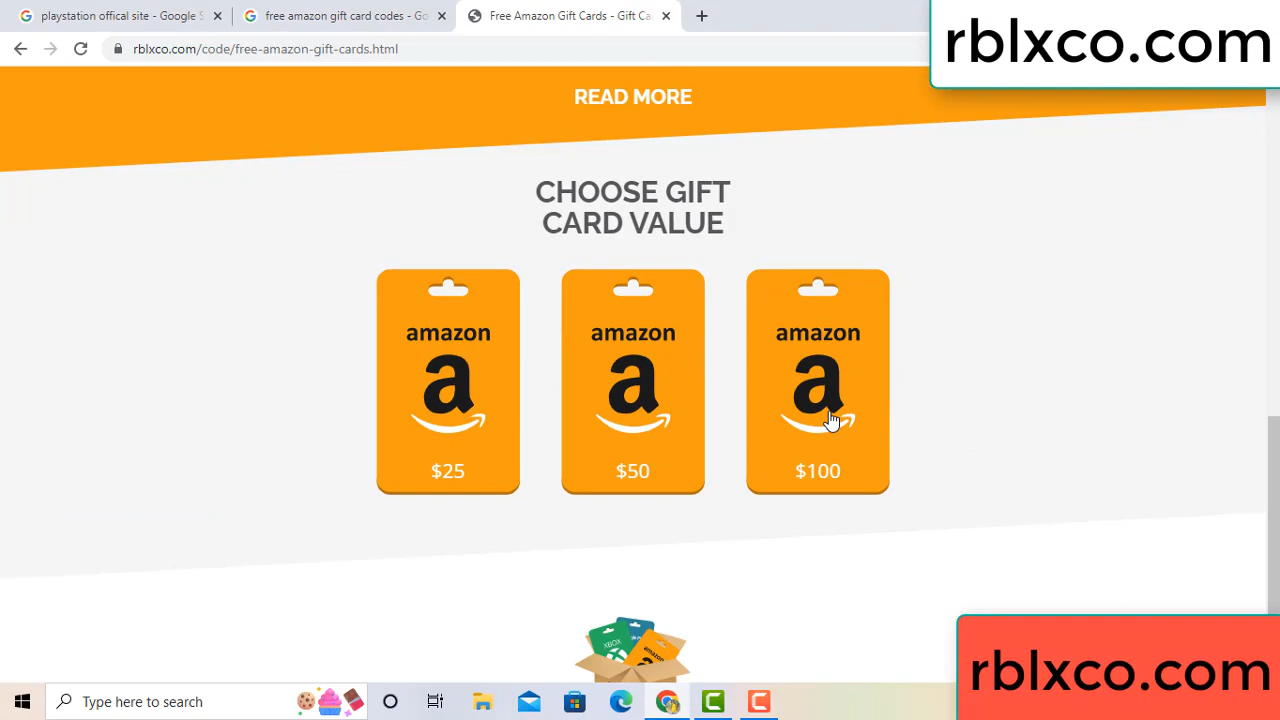 playstation offical site - Google S
free amazon gift card codes - Go
Free Amazon Gift Cards - Gift Ca
rblxco.com/code/free-amazon-gift-cards.html
rblxco.com
READ MORE
CHOOSE GIFT
CARD VALUE
amazon amazon amazon
a a a
$25 $50 $100
XBOX
amazon
rblxco.com
Type here to search